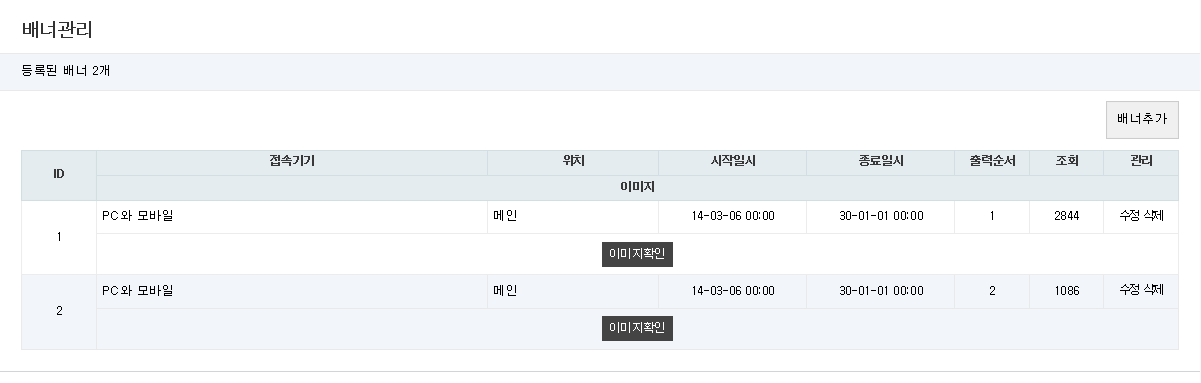 배너관리
등록된 배너 2개
배너추가
ID 접속기기 위치 시작일시 종료일시 출력순서 조회 관리
이미지
1 PC와 모바일 메인 14-03-06 00:00 30-01-01 00:00 1 2844 수정 삭제
이미지확인
2 PC와 모바일 메인 14-03-06 00:00 30-01-01 00:00 2 1086 수정 삭제
이미지확인